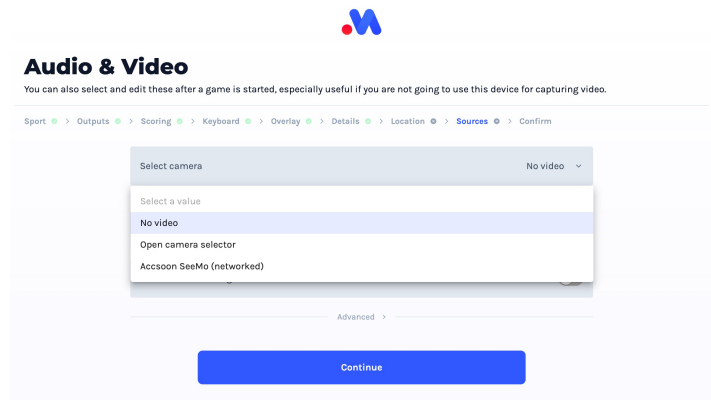 Audio & Video
You can also select and edit these after a game is started, especially useful if you are not going to use this device for capturing video.
Sport > Outputs > Scoring > Keyboard > Overlay > Details > Location > Sources > Confirm
Select camera No video
Select a value
No video
Open camera selector
Accsoon SeeMo (networked)
Advanced >
Continue